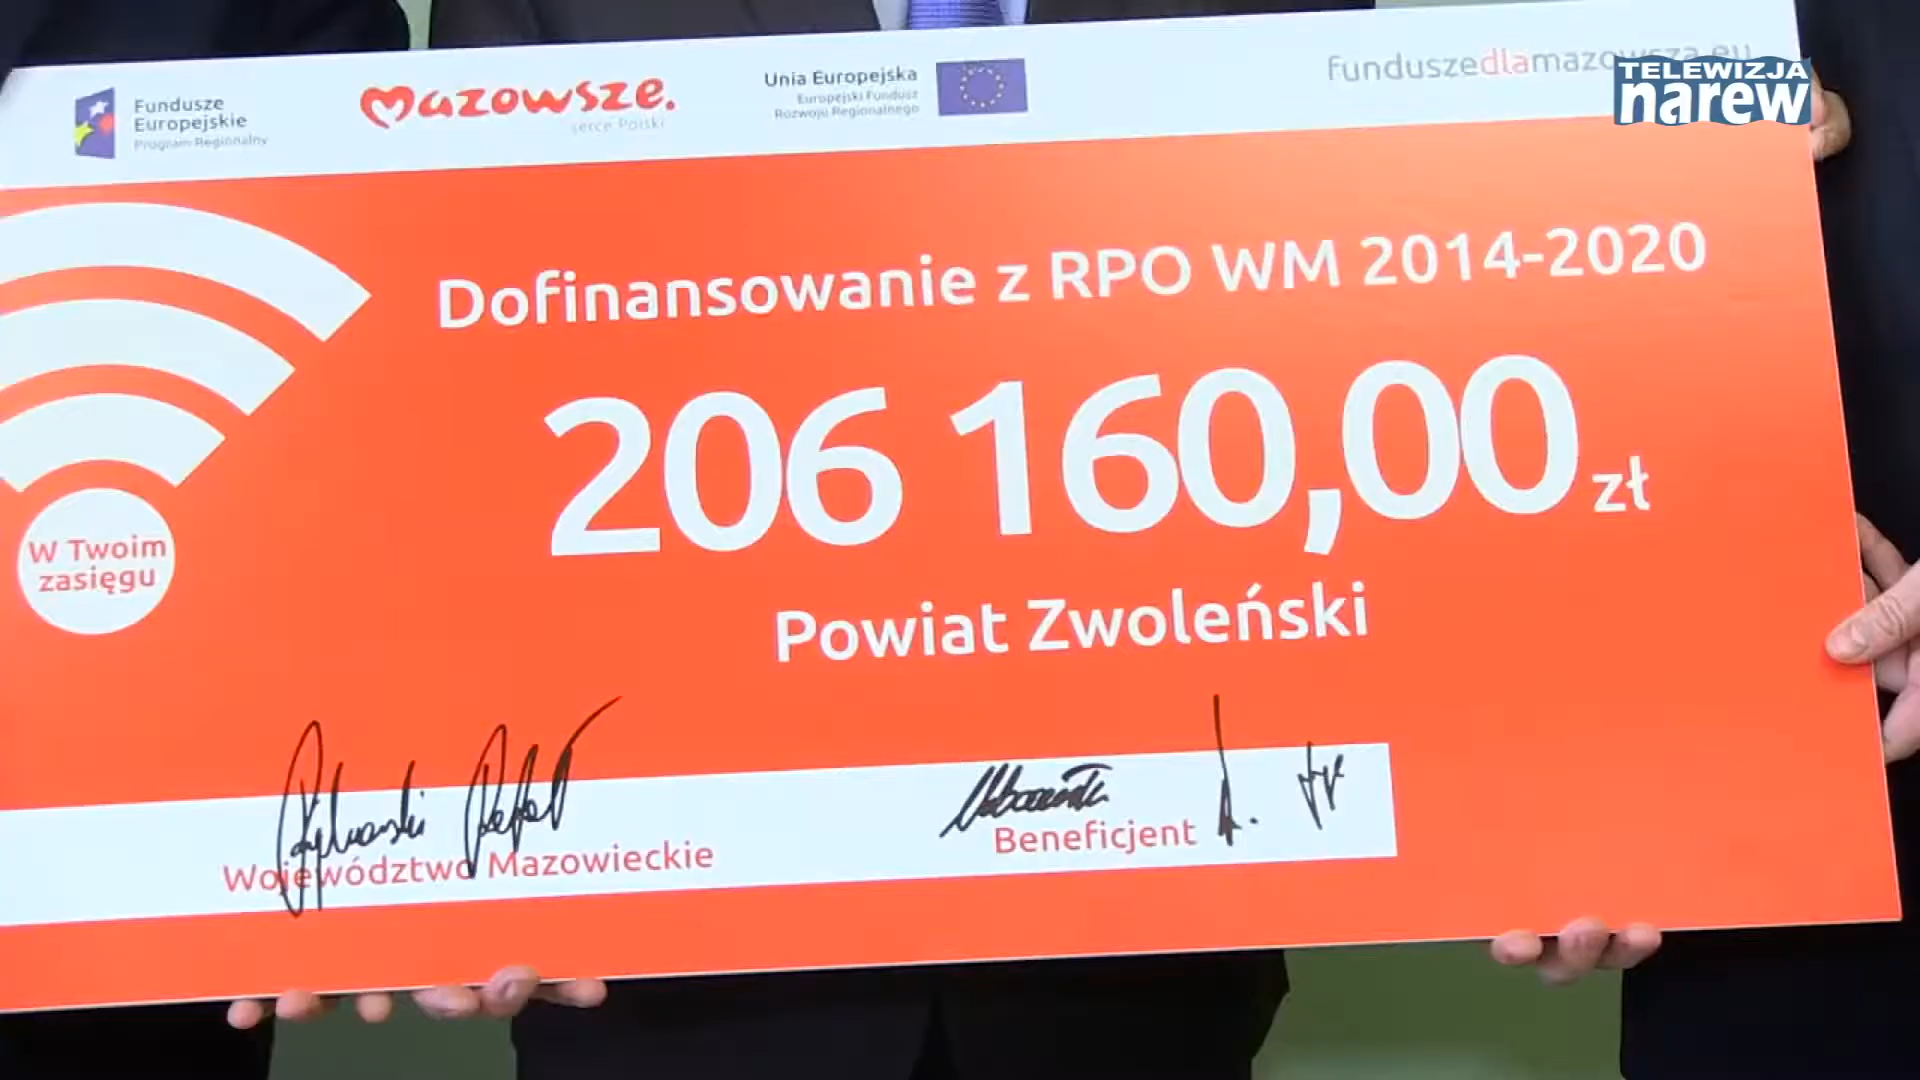 Fundusze
Europejskie
Program Regionalny
mazowsze.
serce Polski
Unia Europejska
Europejski Fundusz
Rozwoju Regionalnego
funduszedlamazowsza.eu
TELEWIZJA
narew
Dofinansowanie z RPO WM 2014-2020
206 160,00 zł
Powiat Zwoleński
W Twoim
zasięgu
Województwo Mazowieckie
Beneficjent